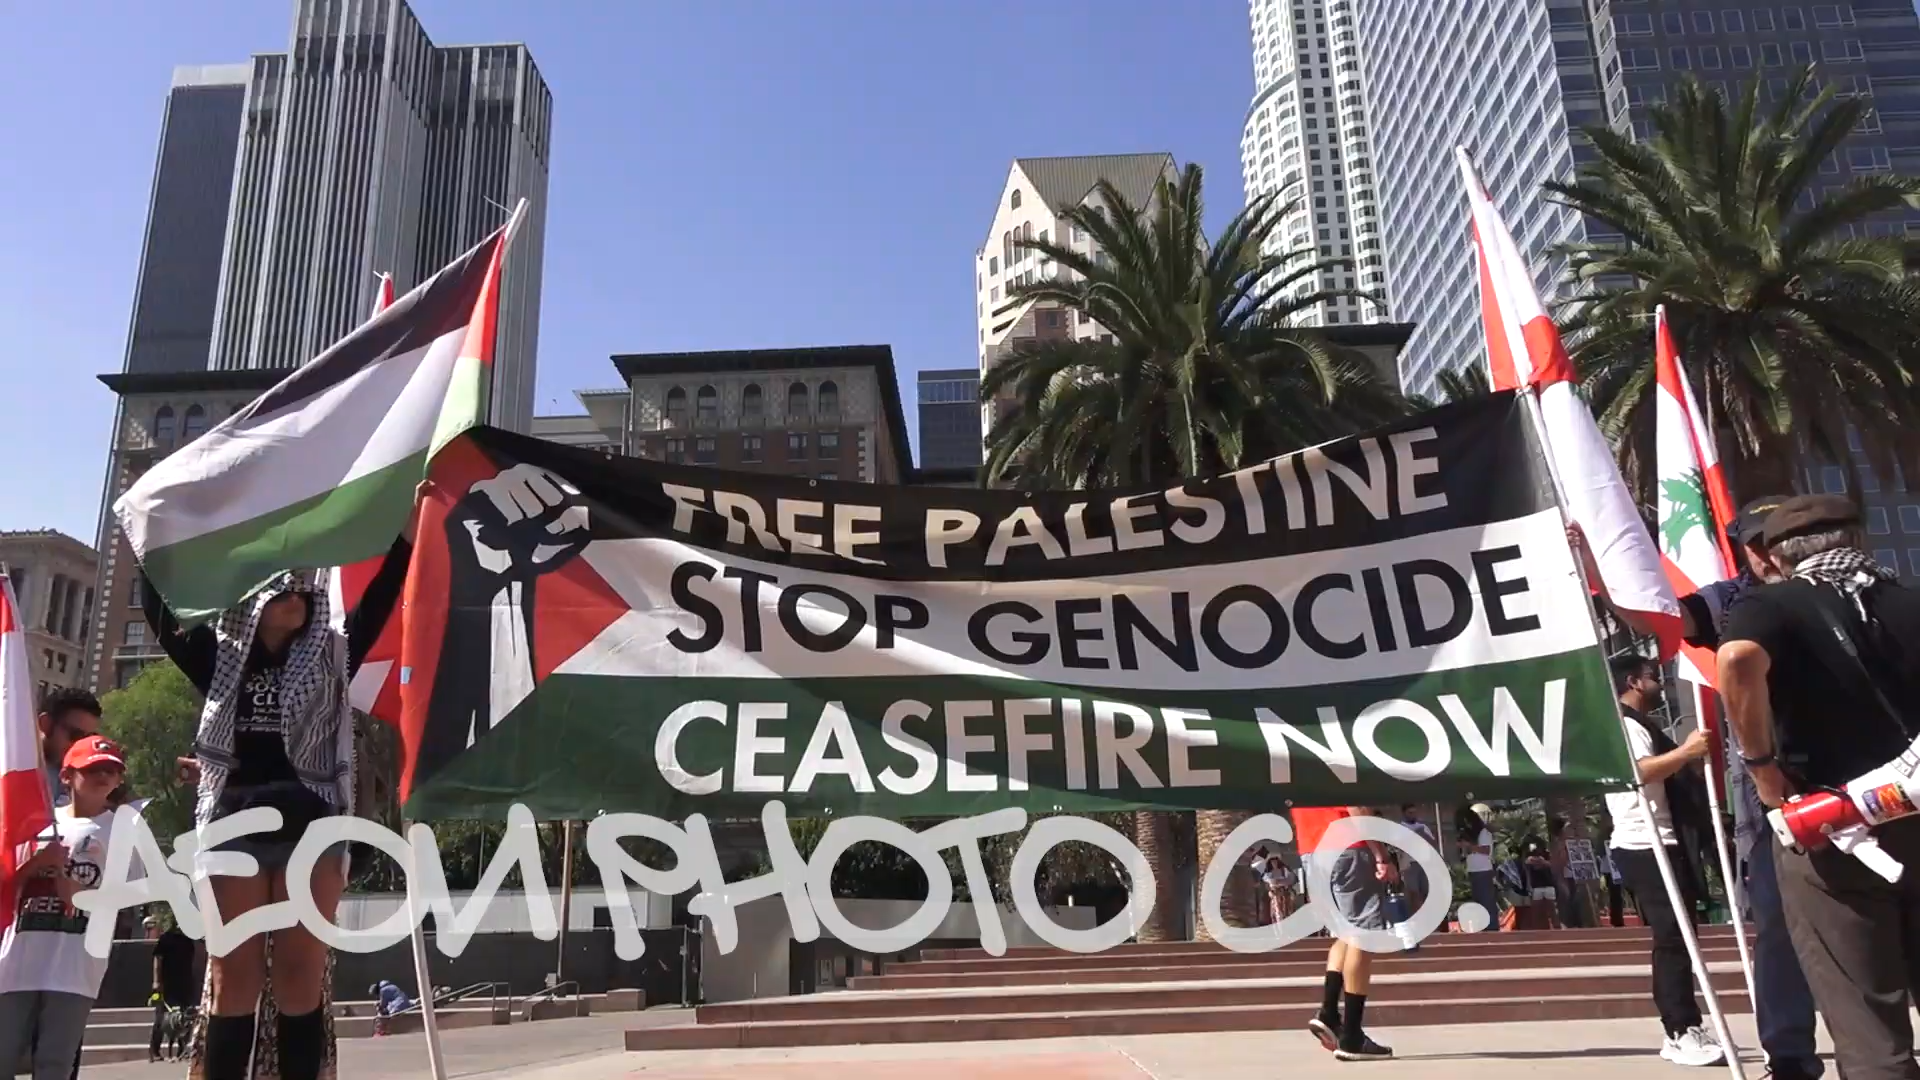 FREE PALESTINE
STOP GENOCIDE
CEASEFIRE NOW
AEON PHOTO CO.